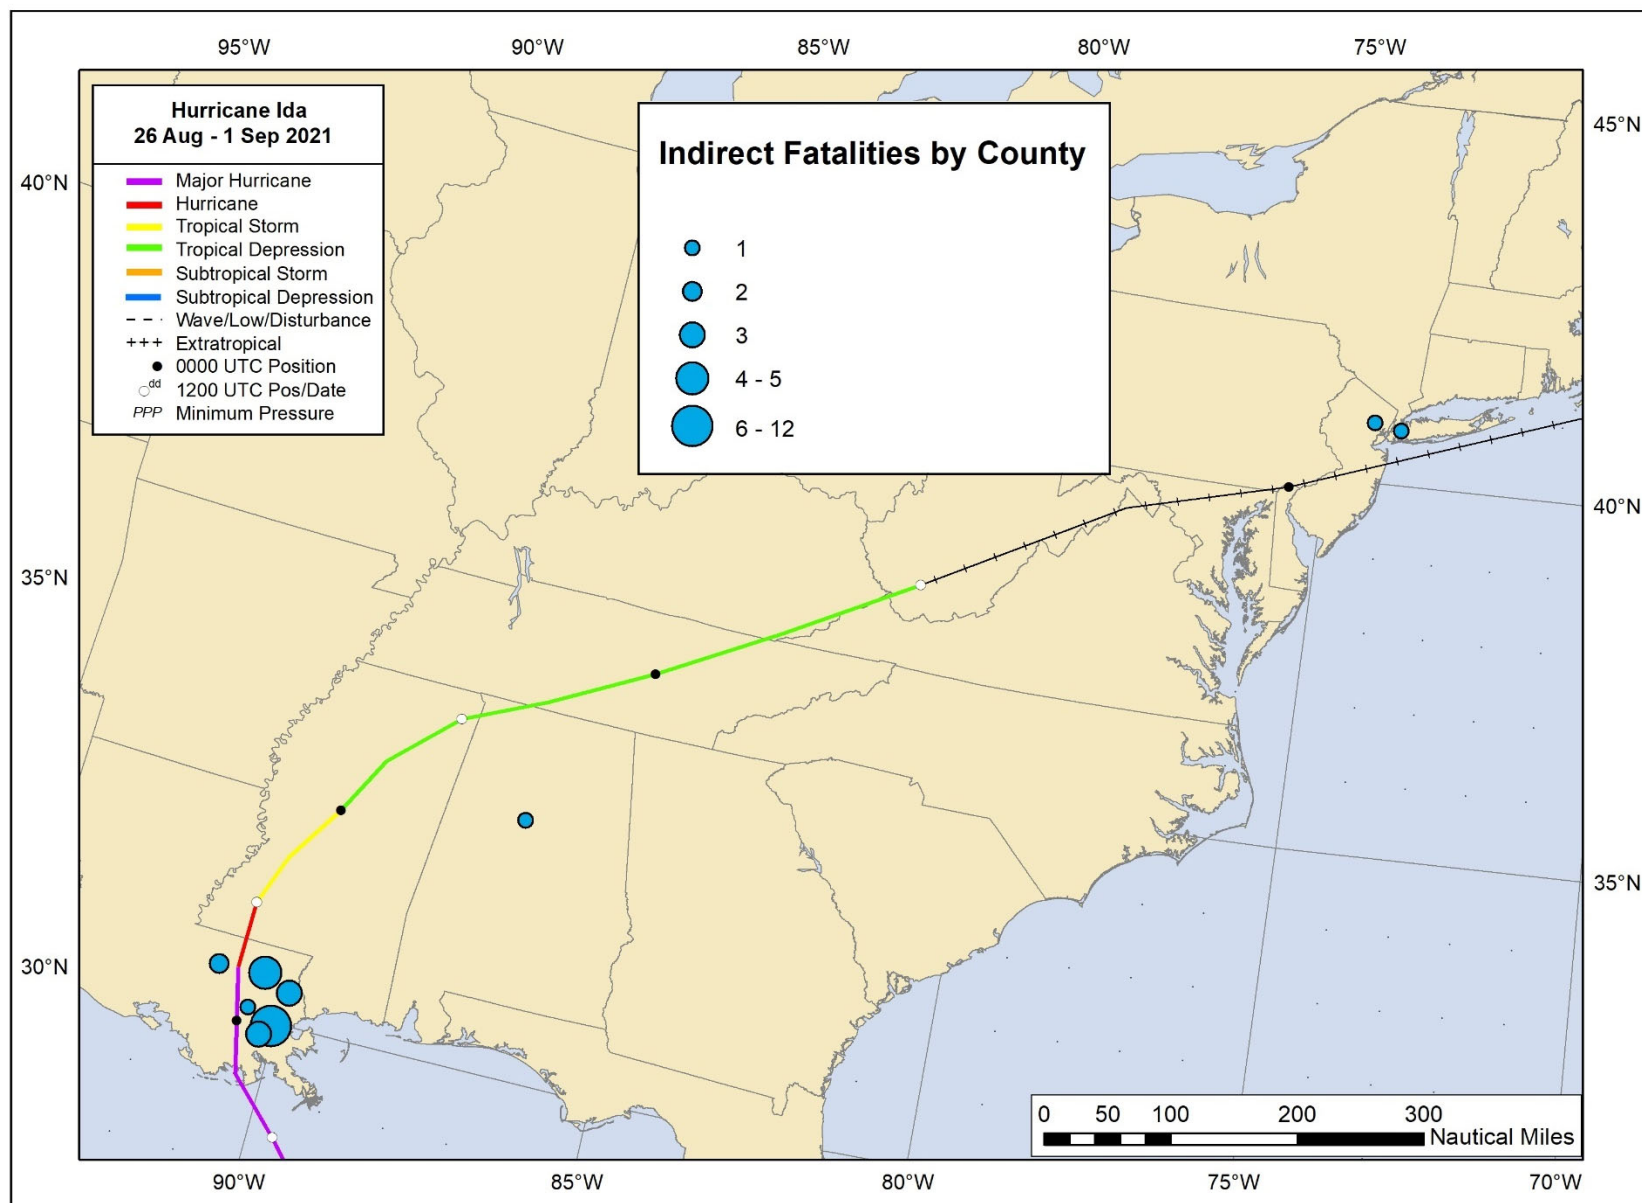 95°W 90°W 85°W 80°W 75°W
Hurricane Ida
26 Aug - 1 Sep 2021
Major Hurricane
Hurricane
Tropical Storm
Tropical Depression
Subtropical Storm
Subtropical Depression
Wave/Low/Disturbance
Extratropical
0000 UTC Position
dd 1200 UTC Pos/Date
PPP Minimum Pressure
Indirect Fatalities by County
1
2
3
4 - 5
6 - 12
40°N
35°N
30°N
45°N
40°N
35°N
0 50 100 200 300
Nautical Miles
90°W 85°W 80°W 75°W 70°W